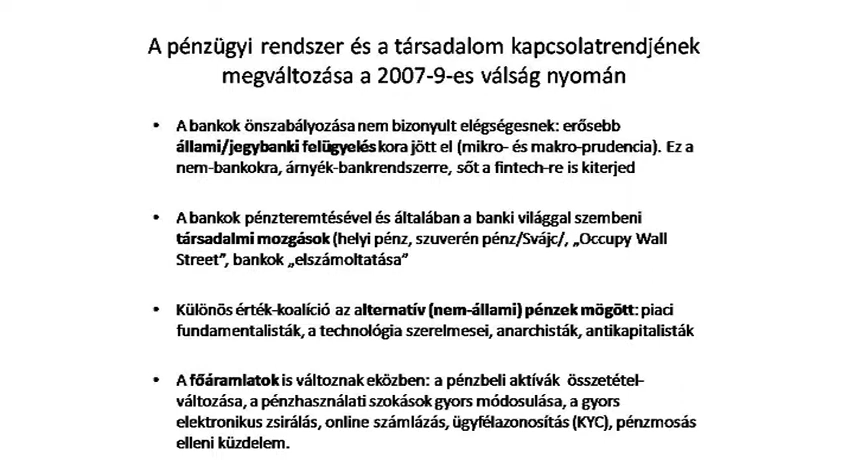 A pénzügyi rendszer és a társadalom kapcsolatrendjének
megváltozása a 2007-9-es válság nyomán
• A bankok önszabályozása nem bizonyult elégségesnek: erősebb
állami/jegybanki felügyelés kora jött el (mikro- és makro-prudencia). Ez a
nem-bankokra, árnyék-bankrendszerre, sőt a fintech-re is kiterjed
• A bankok pénzteremtésével és általában a banki világgal szembeni
társadalmi mozgások (helyi pénz, szuverén pénz/Svájc/, „Occupy Wall
Street”, bankok „elszámoltatása”
• Különös érték-koalíció az alternatív (nem-állami) pénzek mögött: piaci
fundamentalisták, a technológia szerelmesei, anarchisták, antikapitalisták
• A főáramlatok is változnak eközben: a pénzbeli aktívák összetétel-
változása, a pénzhasználati szokások gyors módosulása, a gyors
elektronikus zsirálás, online számlázás, ügyfélazonosítás (KYC), pénzmosás
elleni küzdelem.